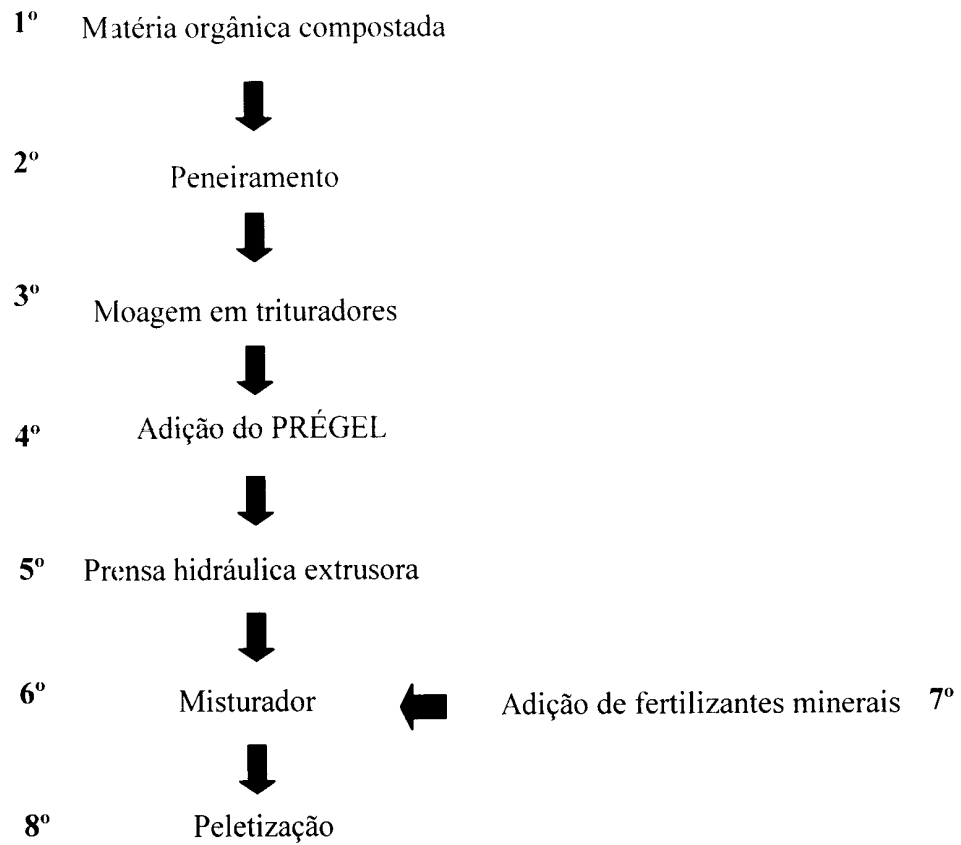 1º Matéria orgânica compostada
2º Peneiramento
3º Moagem em trituradores
4º Adição do PRÉGEL
5º Prensa hidráulica extrusora
6º Misturador
Adição de fertilizantes minerais 7º
8º Peletização